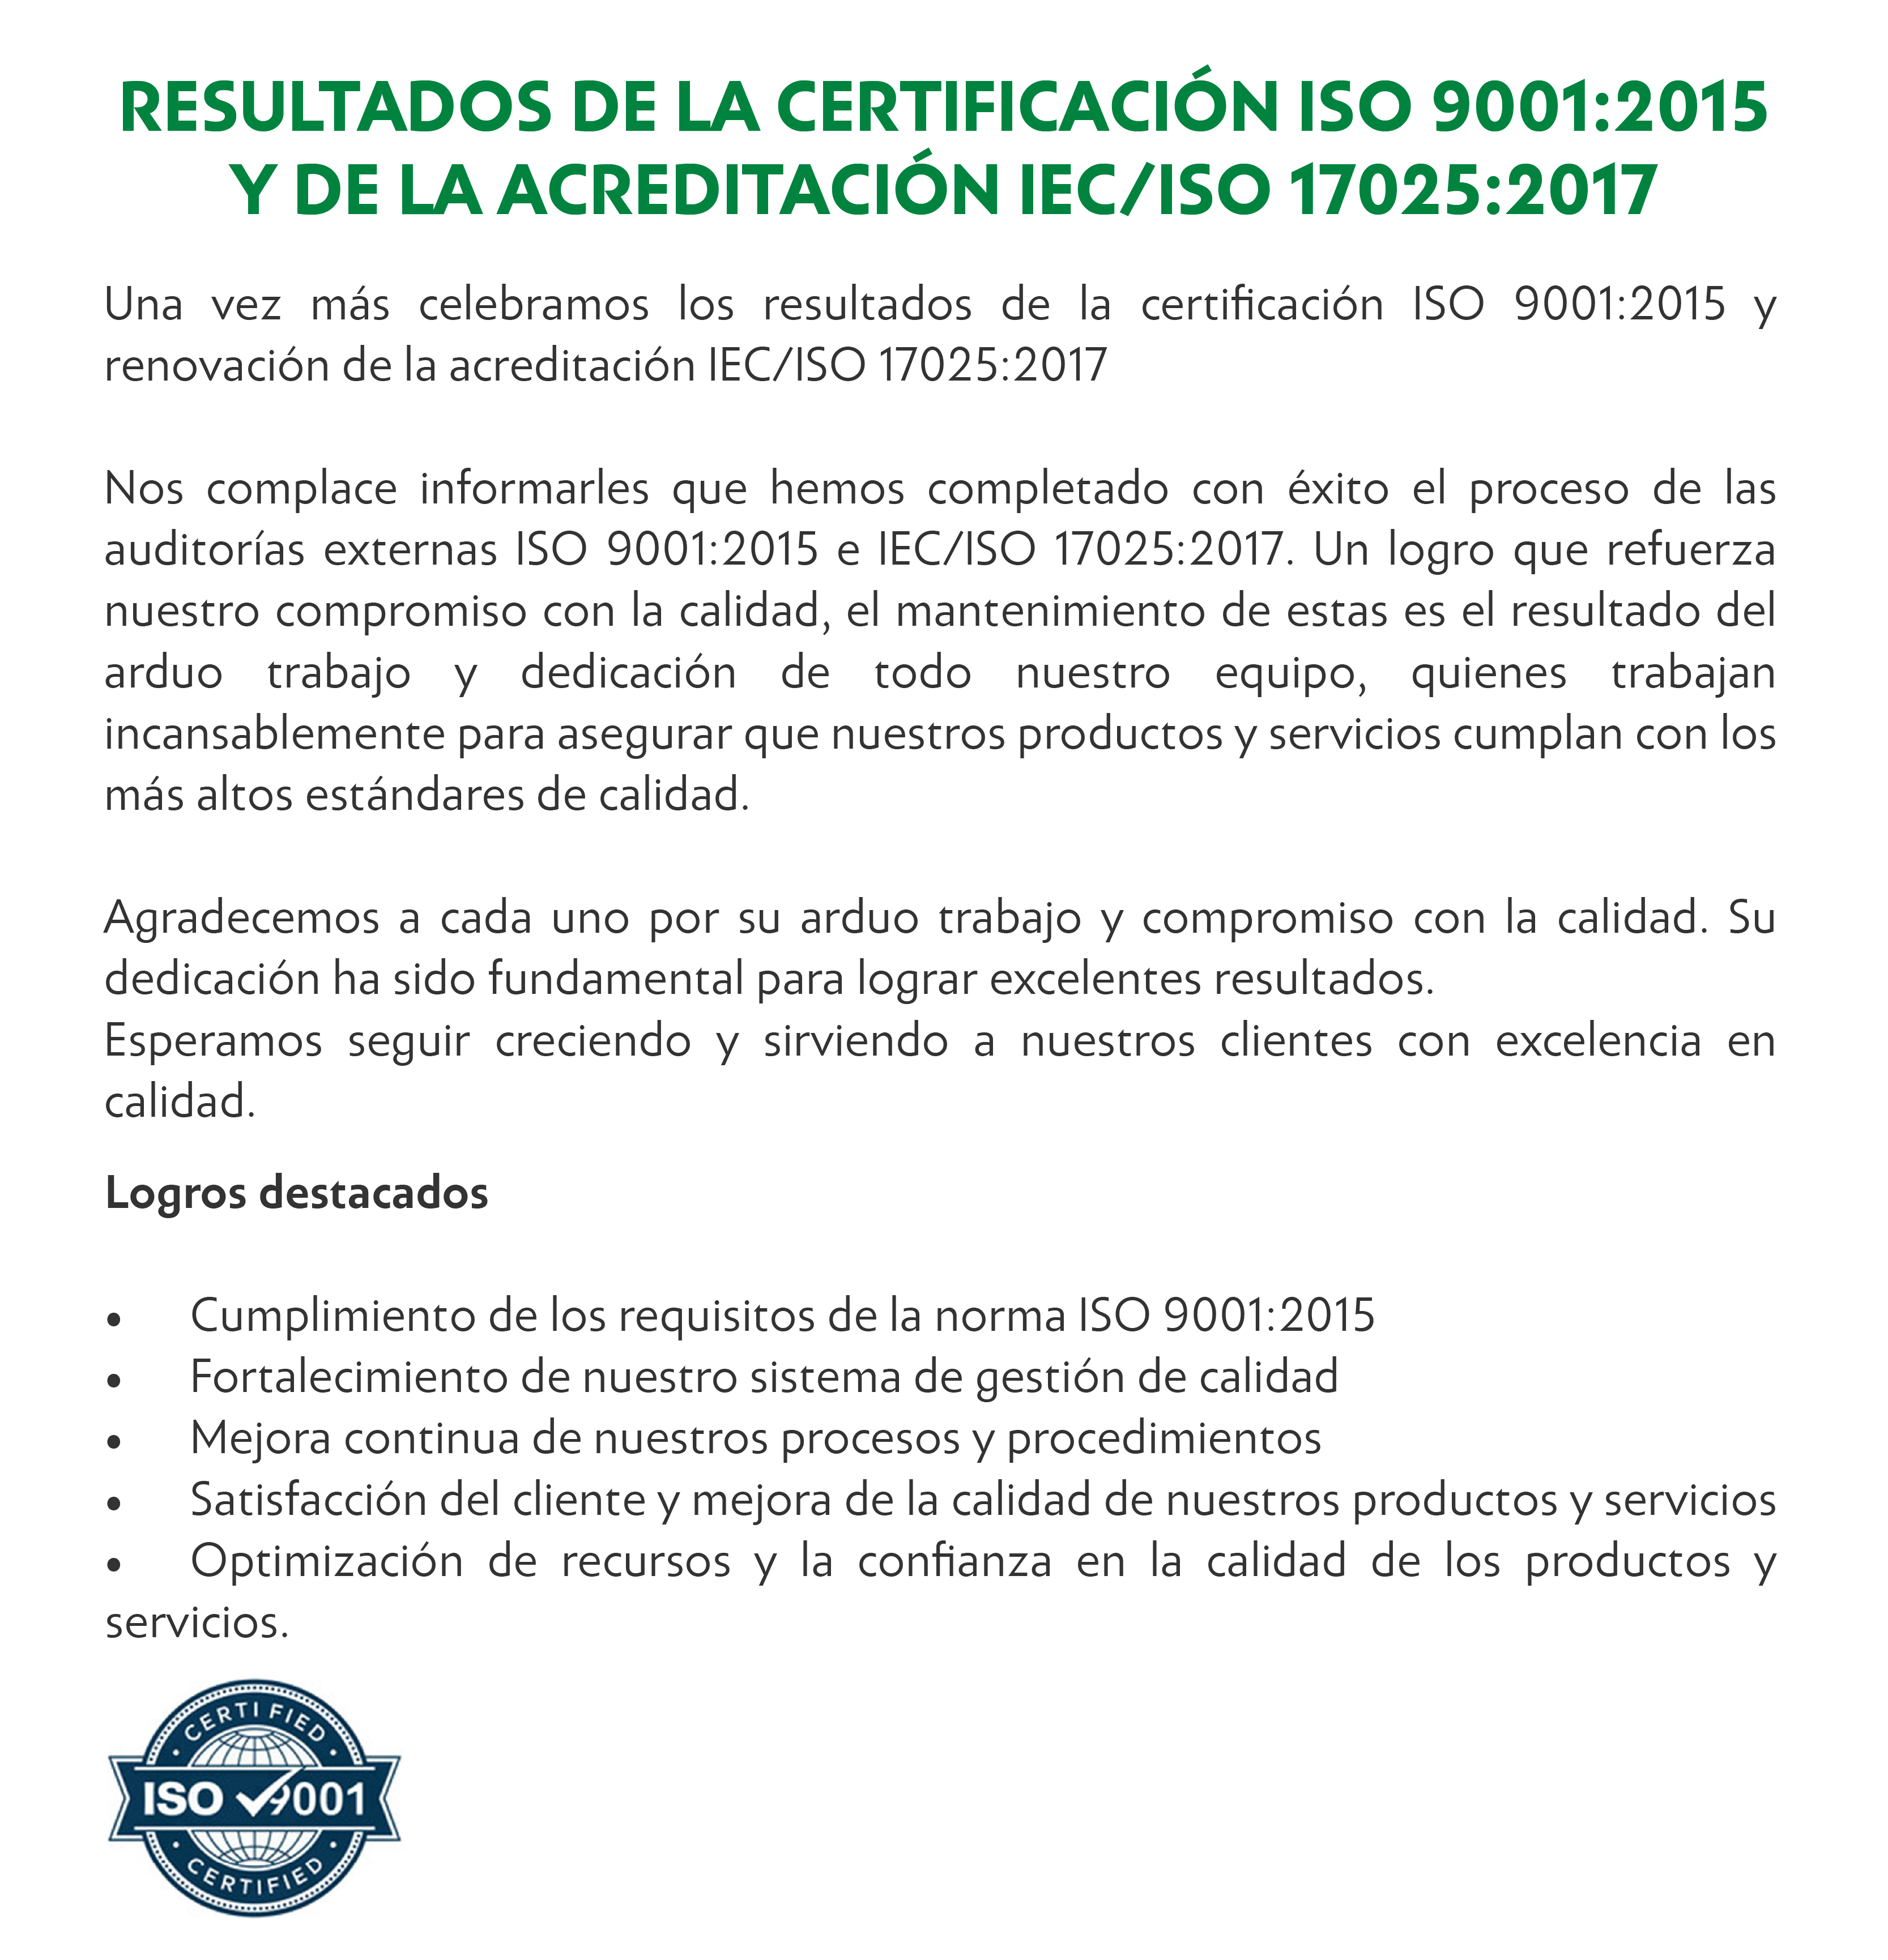 RESULTADOS DE LA CERTIFICACIÓN ISO 9001:2015
Y DE LA ACREDITACIÓN IEC/ISO 17025:2017
Una vez más celebramos los resultados de la certificación ISO 9001:2015 y
renovación de la acreditación IEC/ISO 17025:2017
Nos complace informarles que hemos completado con éxito el proceso de las
auditorías externas ISO 9001:2015 e IEC/ISO 17025:2017. Un logro que refuerza
nuestro compromiso con la calidad, el mantenimiento de estas es el resultado del
arduo trabajo y dedicación de todo nuestro equipo, quienes trabajan
incansablemente para asegurar que nuestros productos y servicios cumplan con los
más altos estándares de calidad.
Agradecemos a cada uno por su arduo trabajo y compromiso con la calidad. Su
dedicación ha sido fundamental para lograr excelentes resultados.
Esperamos seguir creciendo y sirviendo a nuestros clientes con excelencia en
calidad.
Logros destacados
• Cumplimiento de los requisitos de la norma ISO 9001:2015
• Fortalecimiento de nuestro sistema de gestión de calidad
• Mejora continua de nuestros procesos y procedimientos
• Satisfacción del cliente y mejora de la calidad de nuestros productos y servicios
• Optimización de recursos y la confianza en la calidad de los productos y
servicios.
CERTIFIED
ISO 9001
CERTIFIED